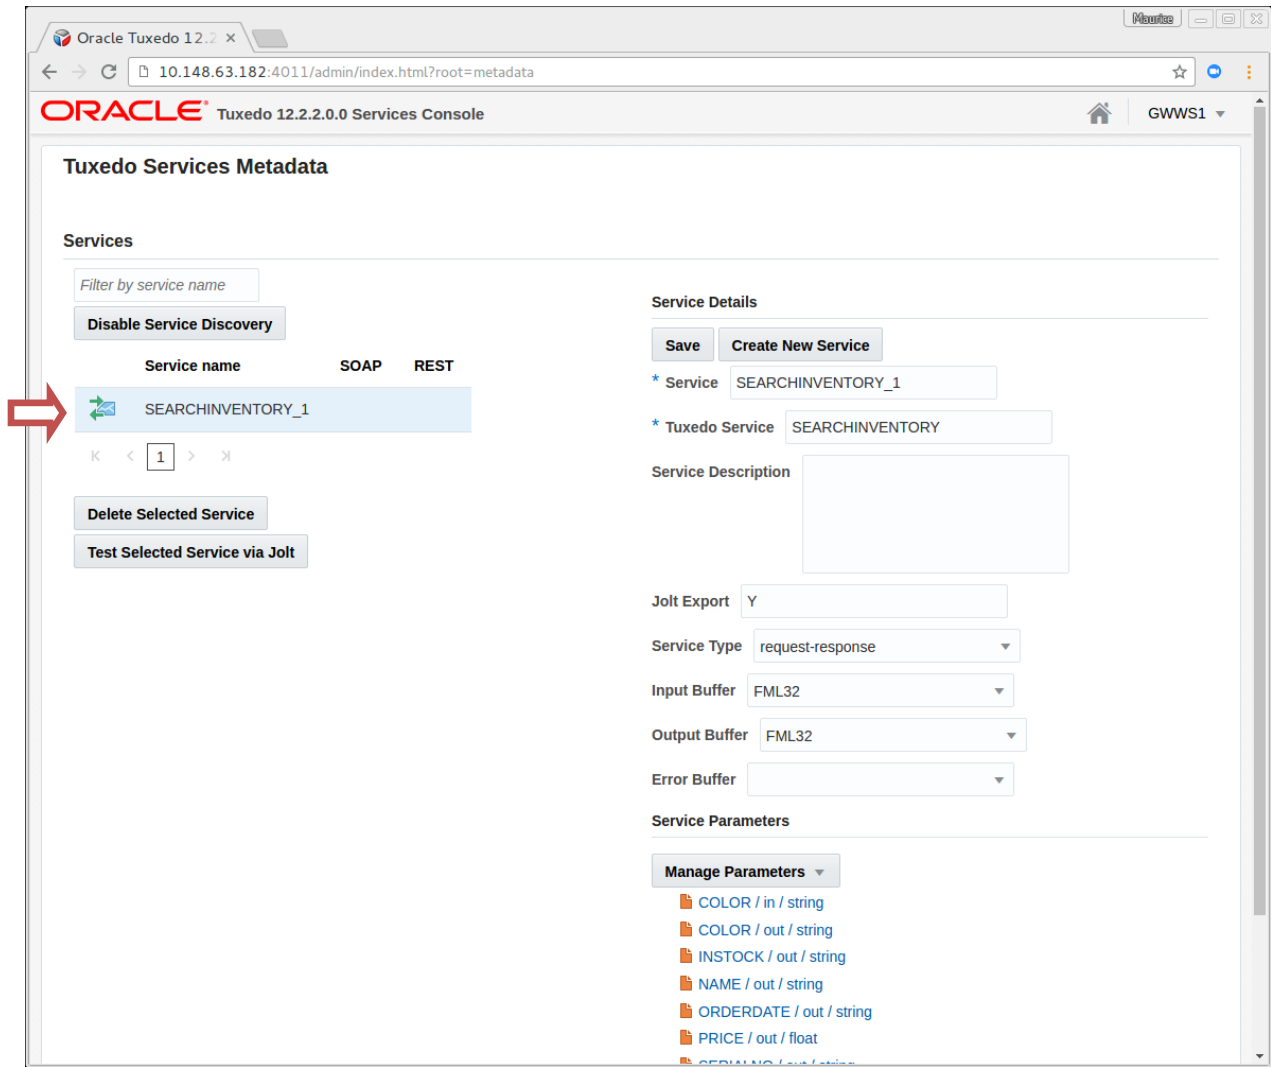 Maurice
Oracle Tuxedo 12.2
10.148.63.182:4011/admin/index.html?root=metadata
ORACLE Tuxedo 12.2.2.0.0 Services Console
GWWS1
Tuxedo Services Metadata
Services
Filter by service name
Disable Service Discovery
Service name SOAP REST
SEARCHINVENTORY_1
1
Delete Selected Service
Test Selected Service via Jolt
Service Details
Save Create New Service
* Service SEARCHINVENTORY_1
* Tuxedo Service SEARCHINVENTORY
Service Description
Jolt Export Y
Service Type request-response
Input Buffer FML32
Output Buffer FML32
Error Buffer
Service Parameters
Manage Parameters
COLOR / in / string
COLOR / out / string
INSTOCK / out / string
NAME / out / string
ORDERDATE / out / string
PRICE / out / float
SERIALNO / out / string